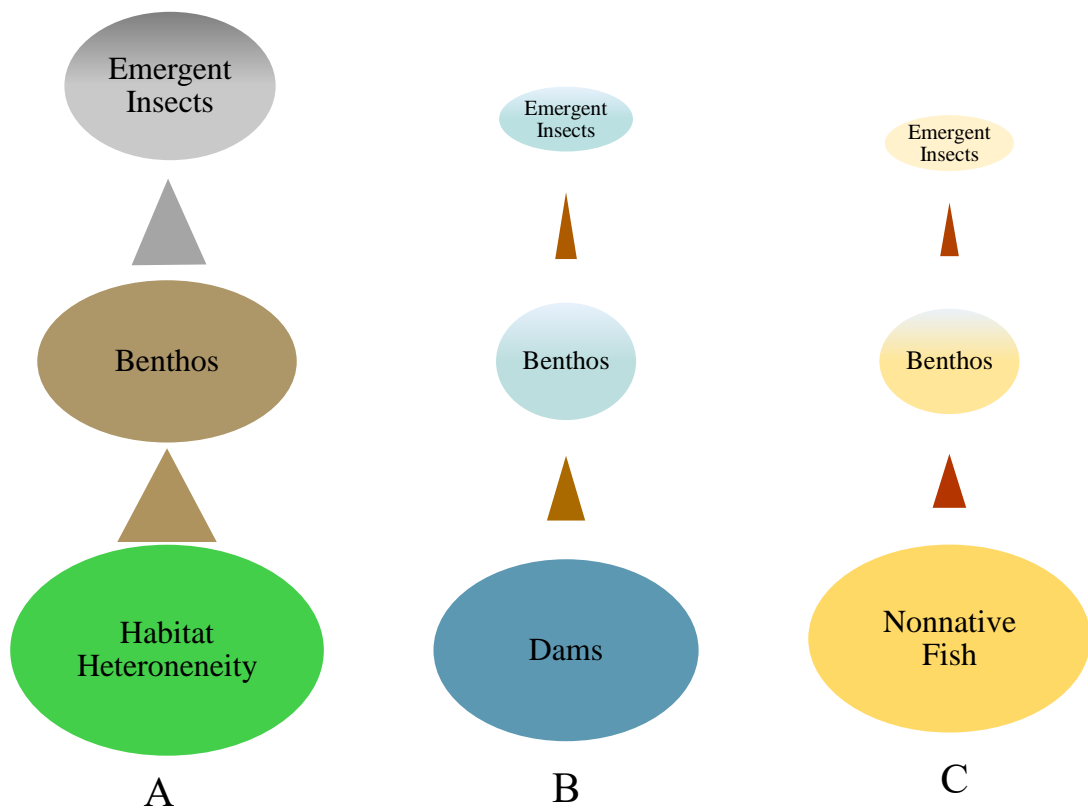 Emergent
Insects
Benthos
Habitat
Heteroneneity
A
Emergent
Insects
Benthos
Dams
B
Emergent
Insects
Benthos
Nonnative
Fish
C